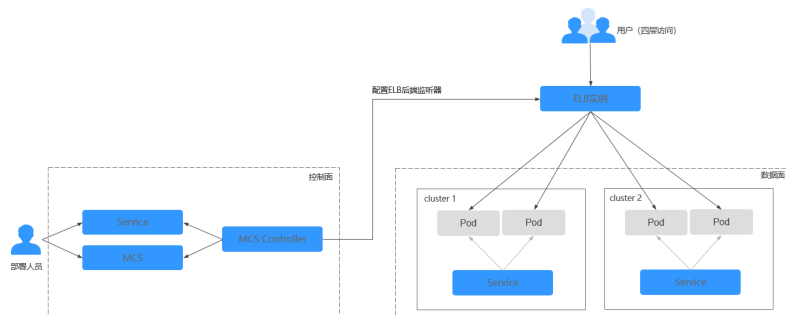 用户（四层访问）
配置ELB后端监听器
ELB实例
控制面
数据面
cluster 1
cluster 2
Service
Pod
Pod
Pod
Pod
MCS Controller
MCS
部署人员
Service
Service